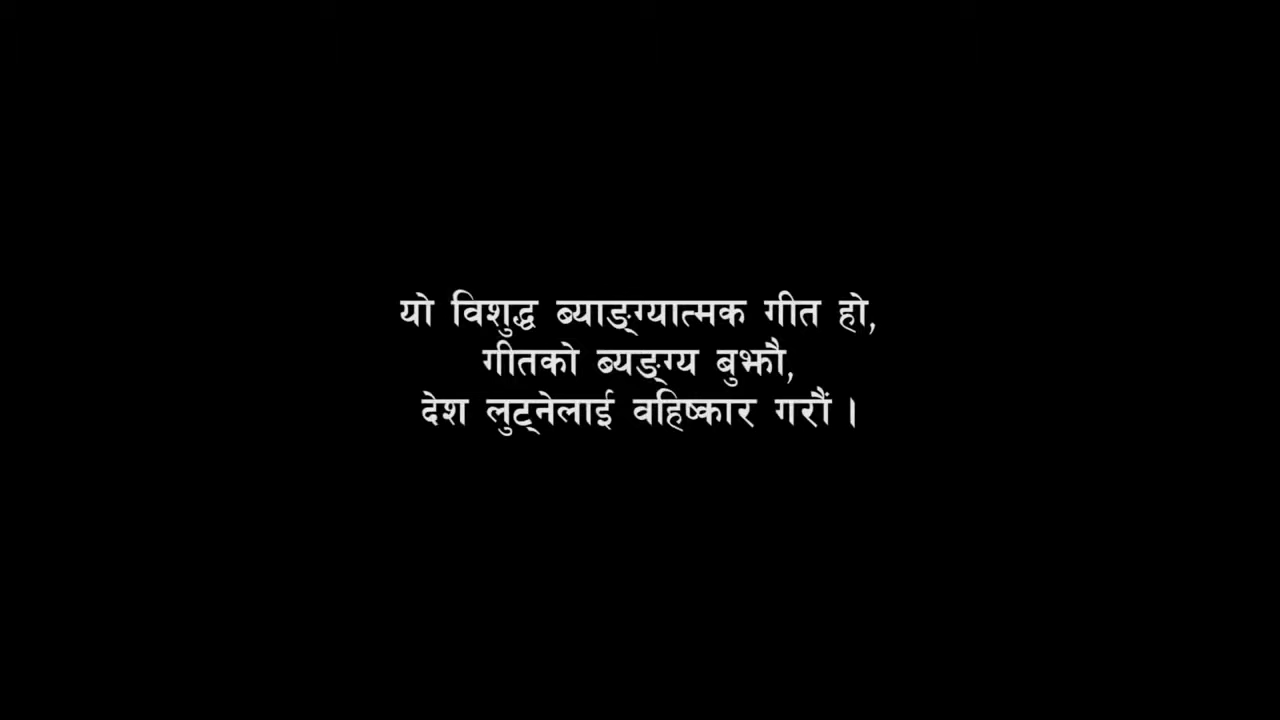 यो विशुद्ध ब्याङ्ग्यात्मक गीत हो,
गीतको ब्यङ्ग्य बुझौ,
देश लुट्नेलाई वहिष्कार गरौं ।